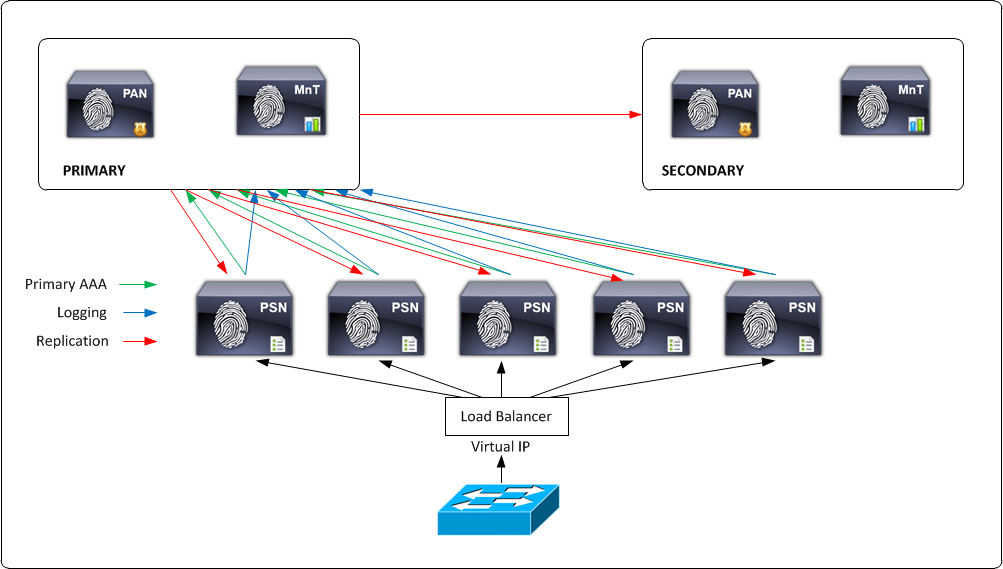 PAN
MnT
PRIMARY
PAN
MnT
SECONDARY
Primary AAA
Logging
Replication
PSN
PSN
PSN
PSN
PSN
Load Balancer
Virtual IP